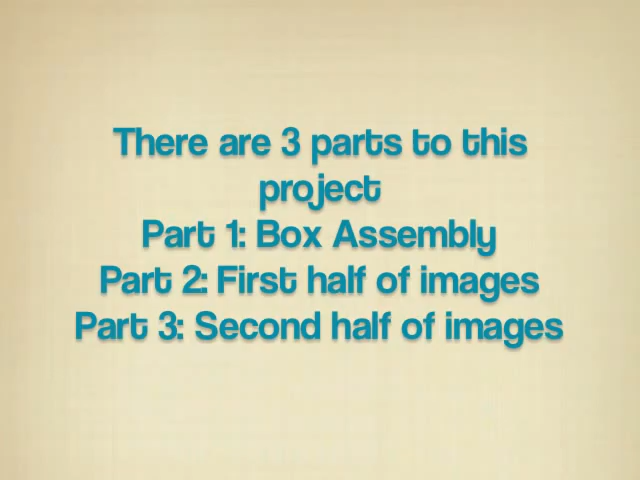 There are 3 parts to this
project
Part 1: Box Assembly
Part 2: First half of images
Part 3: Second half of images